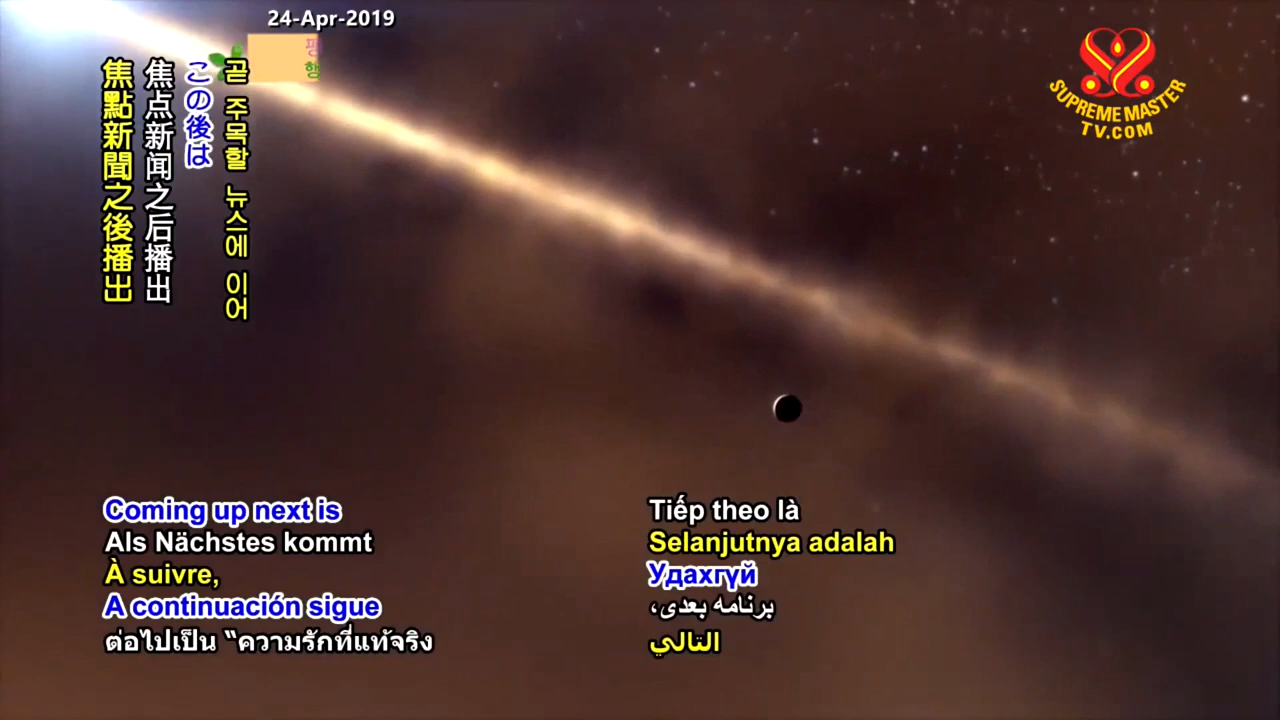 24-Apr-2019
SUPREME MASTER
TV.COM
평
행
곧 주목할 뉴스에 이어
この後は
焦点新闻之后播出
焦點新聞之後播出
Coming up next is
Als Nächstes kommt
À suivre,
A continuación sigue
ต่อไปเป็น “ความรักที่แท้จริง
Tiếp theo là
Selanjutnya adalah
Удахгүй
برنامه بعدی،
التالي